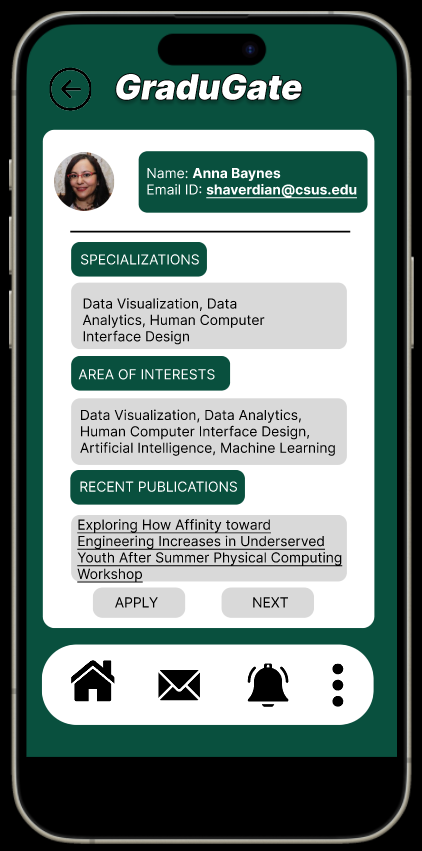 GraduGate
Name: Anna Baynes
Email ID: shaverdian@csus.edu
SPECIALIZATIONS
Data Visualization, Data
Analytics, Human Computer
Interface Design
AREA OF INTERESTS
Data Visualization, Data Analytics,
Human Computer Interface Design,
Artificial Intelligence, Machine Learning
RECENT PUBLICATIONS
Exploring How Affinity toward
Engineering Increases in Underserved
Youth After Summer Physical Computing
Workshop
APPLY
NEXT